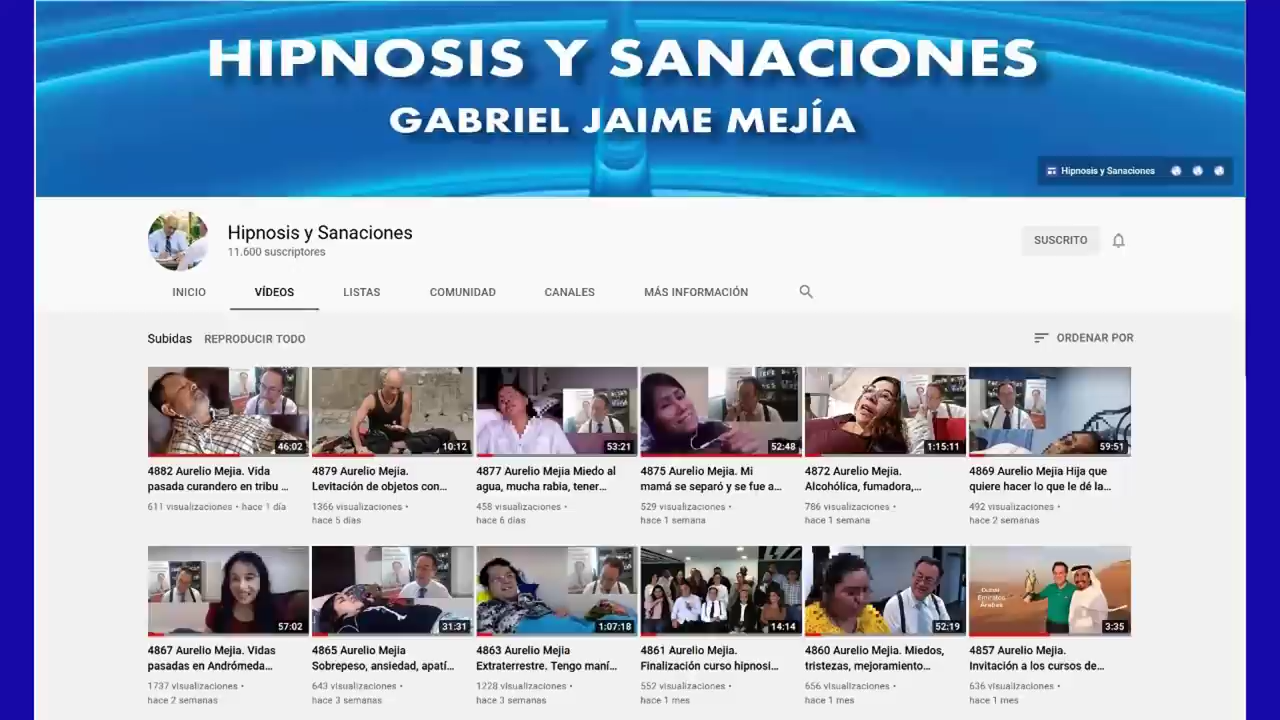 HIPNOSIS Y SANACIONES
GABRIEL JAIME MEJÍA
Hipnosis y Sanaciones
Hipnosis y Sanaciones
11.600 suscriptores
SUSCRITO
INICIO VÍDEOS LISTAS COMUNIDAD CANALES MÁS INFORMACIÓN
Subidas REPRODUCIR TODO
ORDENAR POR
46:02 10:12 53:21 52:48 1:15:11 59:51
4882 Aurelio Mejia. Vida
pasada curandero en tribu ...
611 visualizaciones • hace 1 día
4879 Aurelio Mejia.
Levitación de objetos con...
1366 visualizaciones •
hace 5 días
4877 Aurelio Mejia Miedo al
agua, mucha rabia, tener...
458 visualizaciones •
hace 6 días
4875 Aurelio Mejia. Mi
mamá se separó y se fue a...
529 visualizaciones •
hace 1 semana
4872 Aurelio Mejia.
Alcohólica, fumadora,...
786 visualizaciones •
hace 1 semana
4869 Aurelio Mejia Hija que
quiere hacer lo que le dé la...
492 visualizaciones •
hace 2 semanas
Dubai
Emiratos
Árabes
57:02 31:31 1:07:18 14:14 52:19 3:35
4867 Aurelio Mejia. Vidas
pasadas en Andrómeda...
1737 visualizaciones •
hace 2 semanas
4865 Aurelio Mejia
Sobrepeso, ansiedad, apatí...
643 visualizaciones •
hace 3 semanas
4863 Aurelio Mejia
Extraterrestre. Tengo maní...
1228 visualizaciones •
hace 3 semanas
4861 Aurelio Mejia.
Finalización curso hipnosi...
552 visualizaciones •
hace 1 mes
4860 Aurelio Mejia. Miedos,
tristezas, mejoramiento...
656 visualizaciones •
hace 1 mes
4857 Aurelio Mejia.
Invitación a los cursos de...
636 visualizaciones •
hace 1 mes